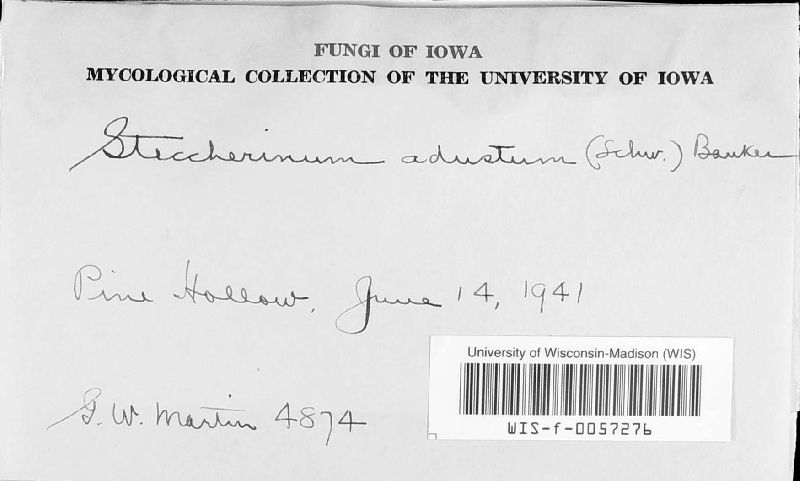 FUNGI OF IOWA
MYCOLOGICAL COLLECTION OF THE UNIVERSITY OF IOWA
Steccherinum adustum (Schw.) Banker
Pine Hollow, June 14, 1941
University of Wisconsin-Madison (WIS)
WIS-f-0057276
G. W. Martin 4874